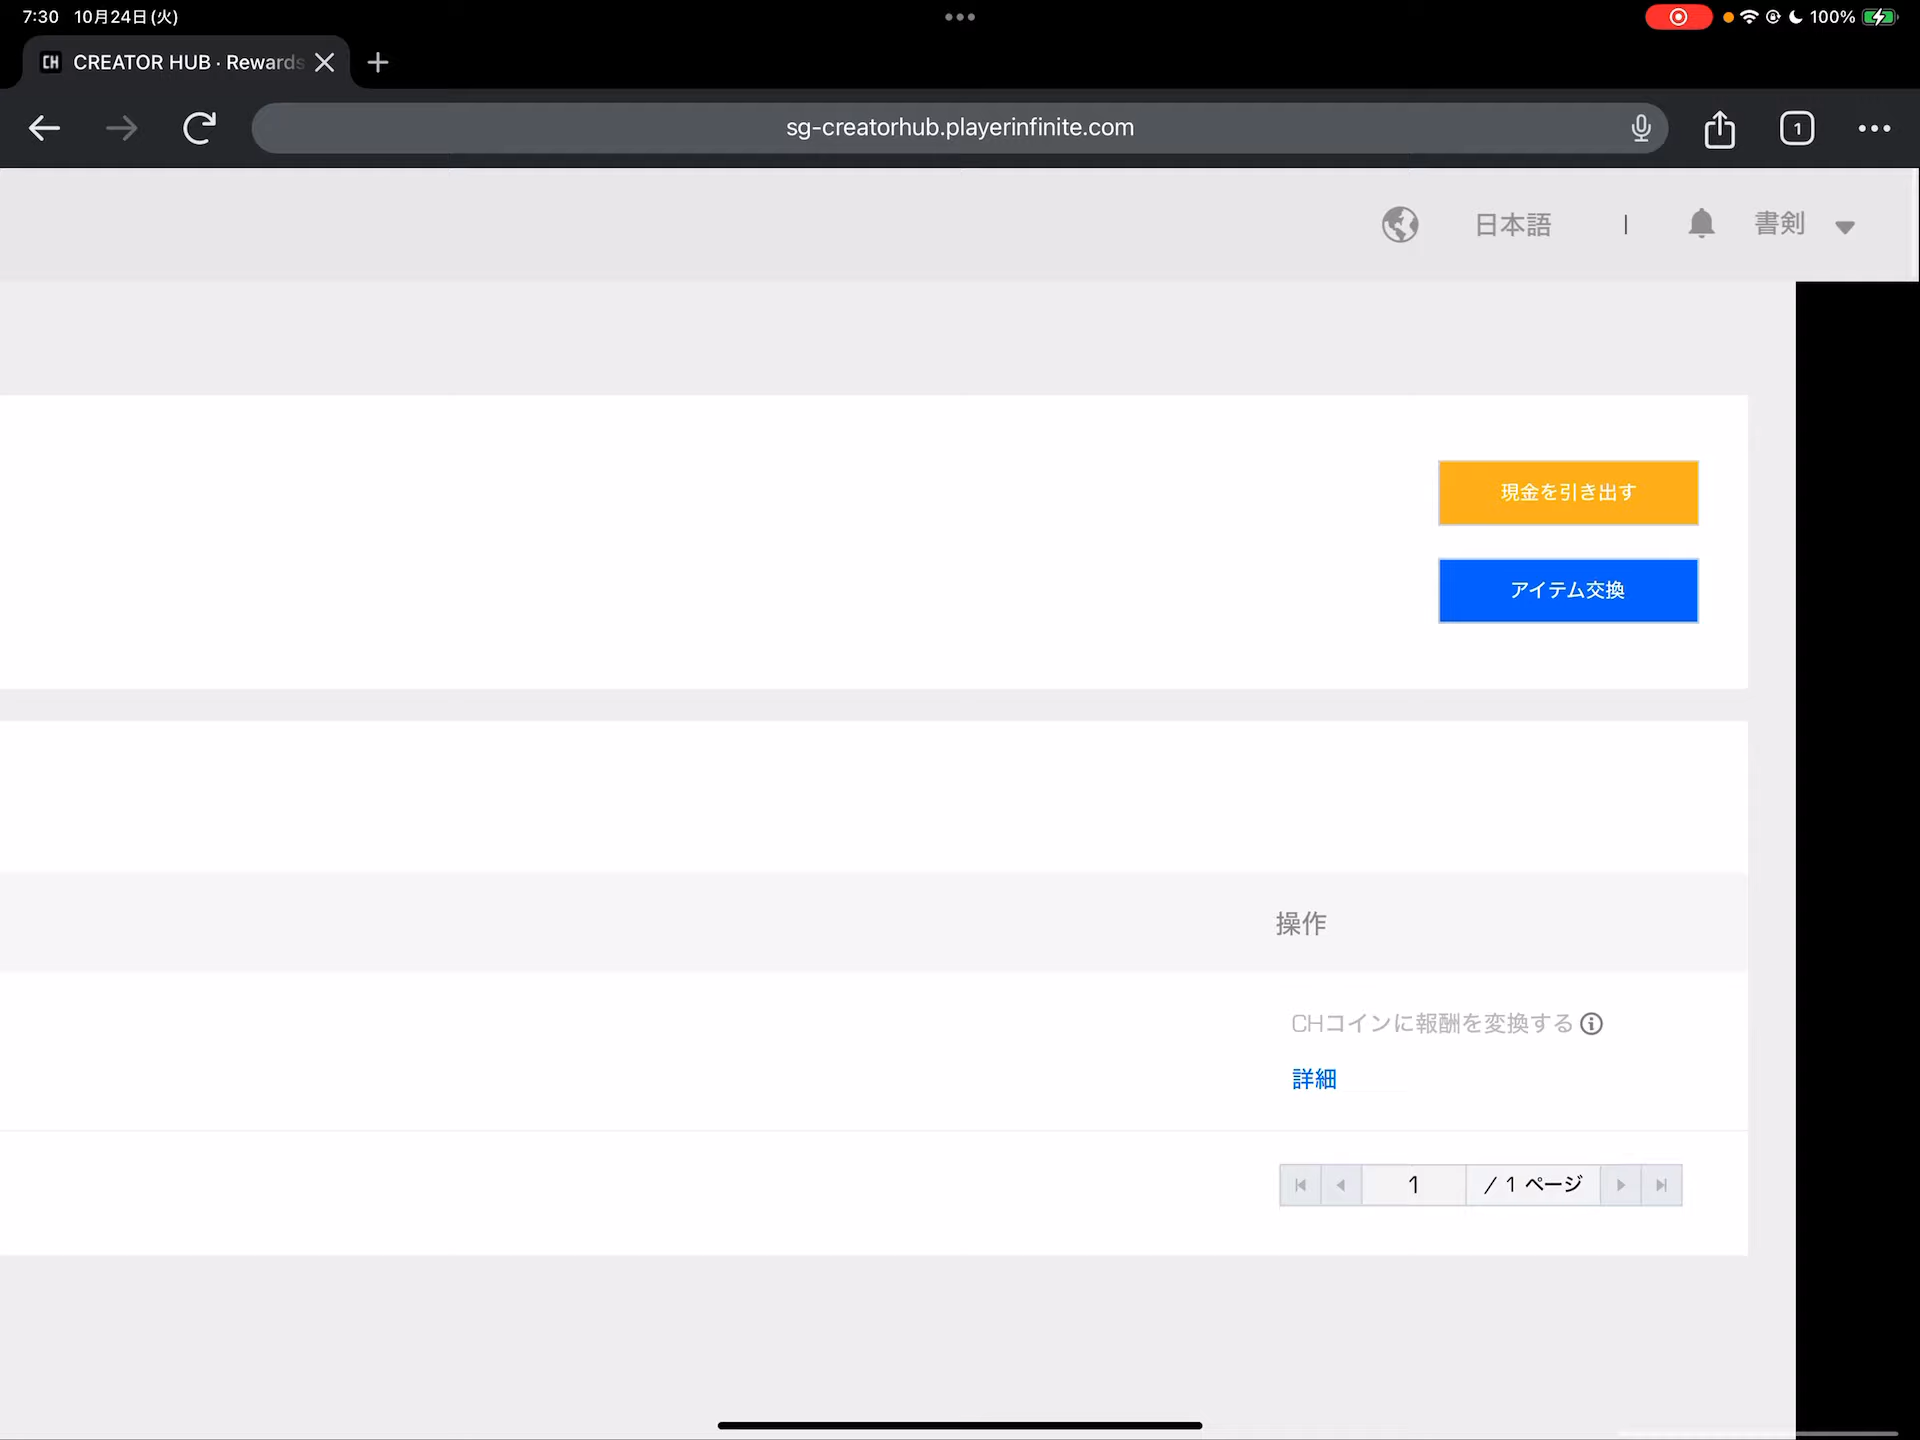 7:30 10月24日(火)
100%
CH CREATOR HUB · Rewards
sg-creatorhub.playerinfinite.com
1
日本語 | 書剣
現金を引き出す
アイテム交換
操作
CHコインに報酬を変換する
詳細
1 / 1 ページ